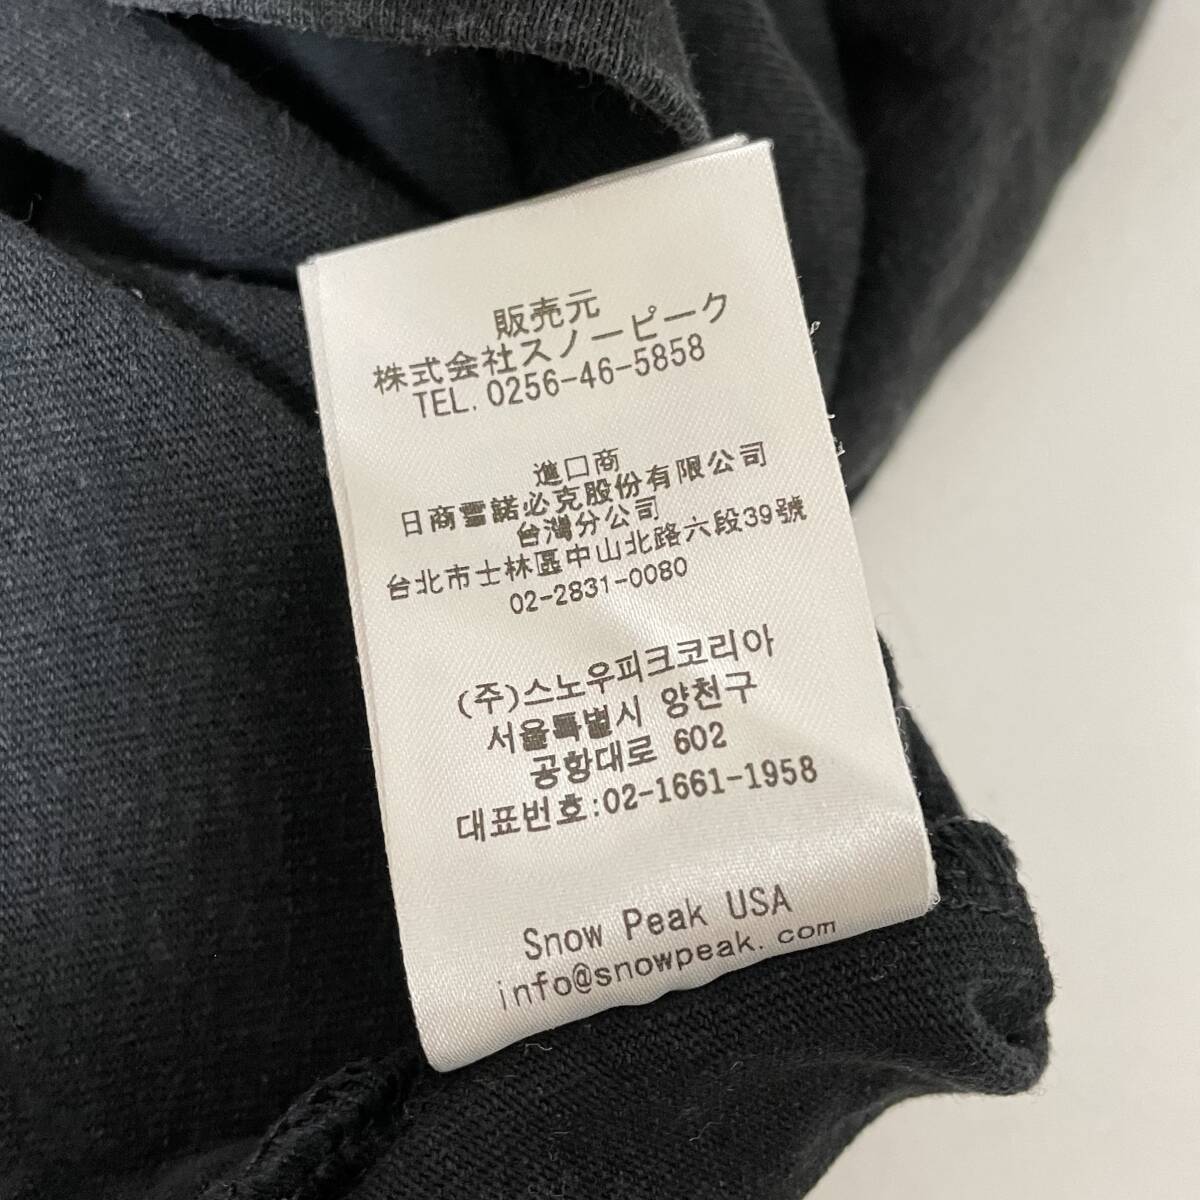 販売元
株式会社スノーピーク
TEL. 0256-46-5858
進口商
日商雪諾必克股份有限公司
台灣分公司
台北市士林區中山北路六段39號
02-2831-0080
(주)스노우피크코리아
서울특별시 양천구
공항대로 602
대표번호:02-1661-1958
Snow Peak USA
info@snowpeak.com